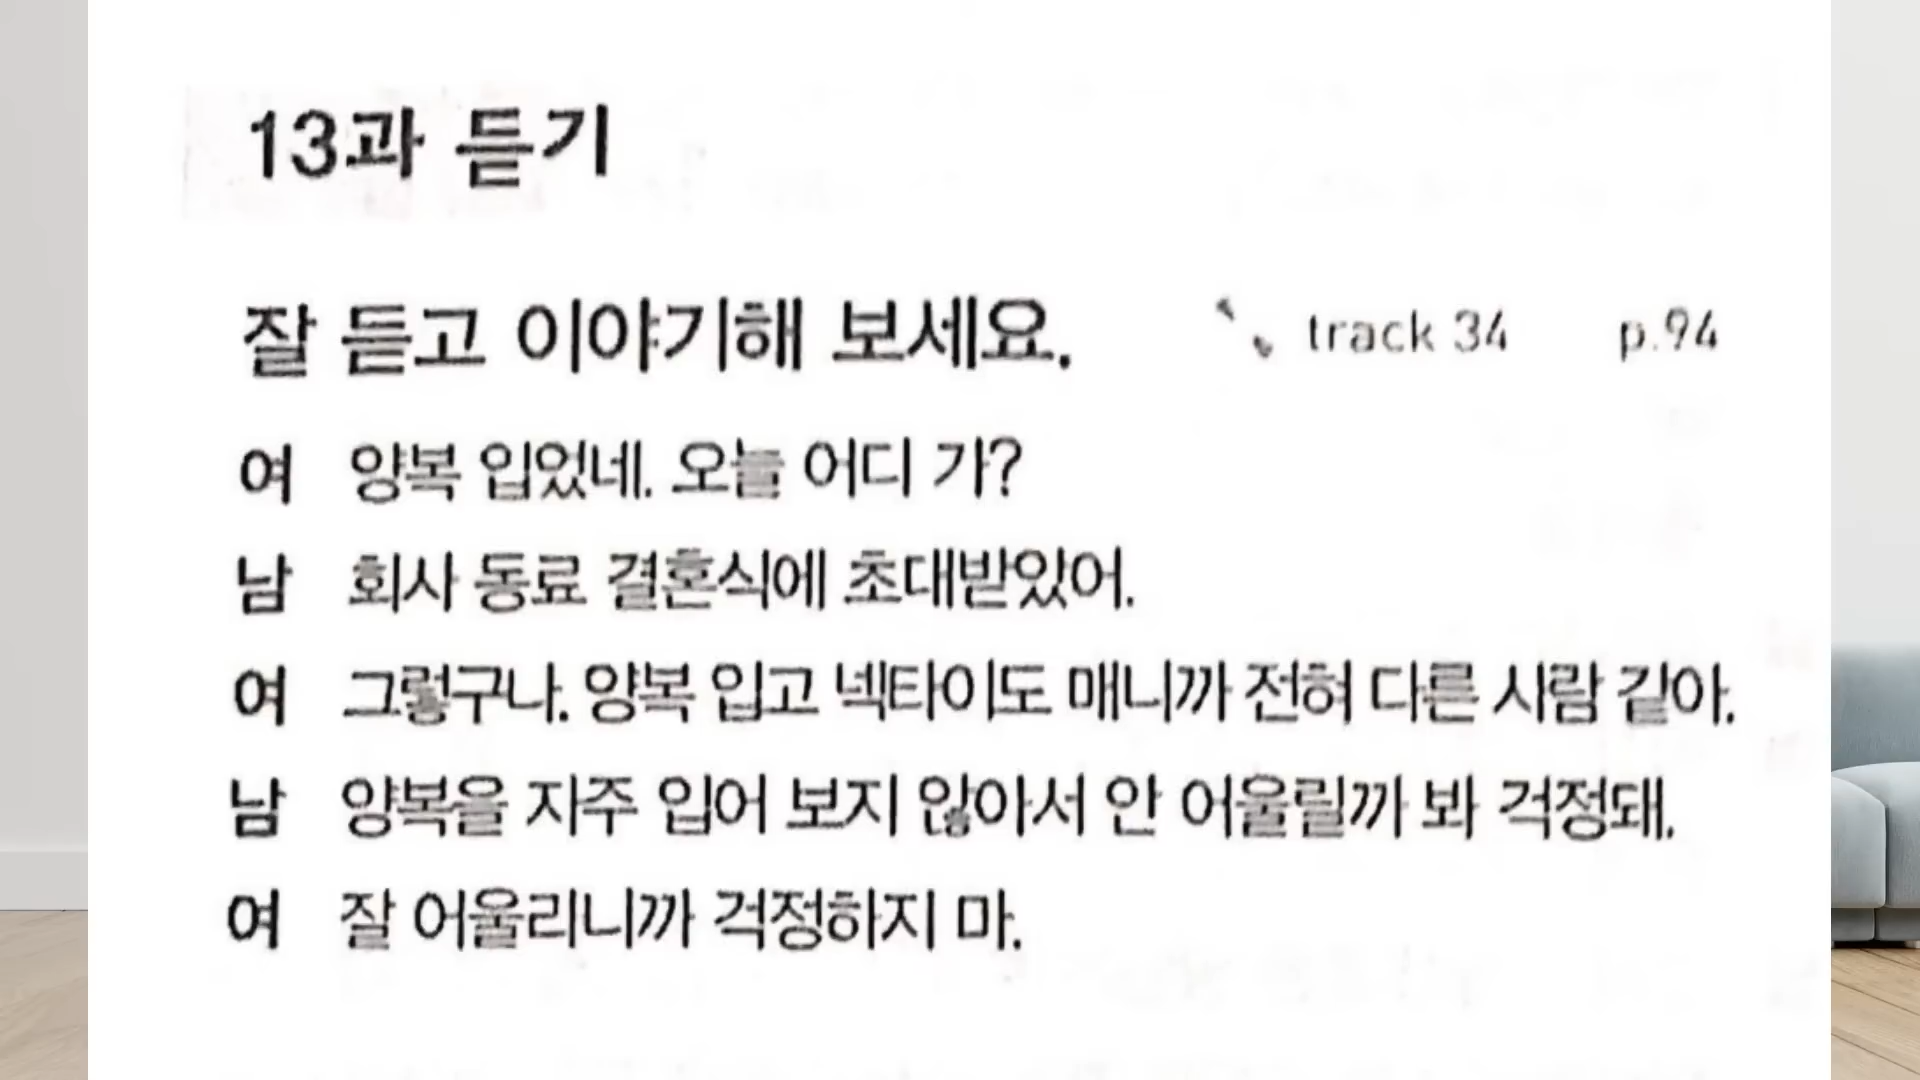 13과 듣기
잘 듣고 이야기해 보세요. track 34 p.94
여 양복 입었네. 오늘 어디 가?
남 회사 동료 결혼식에 초대받았어.
여 그렇구나. 양복 입고 넥타이도 매니까 전혀 다른 사람 같아.
남 양복을 자주 입어 보지 않아서 안 어울릴까 봐 걱정돼.
여 잘 어울리니까 걱정하지 마.